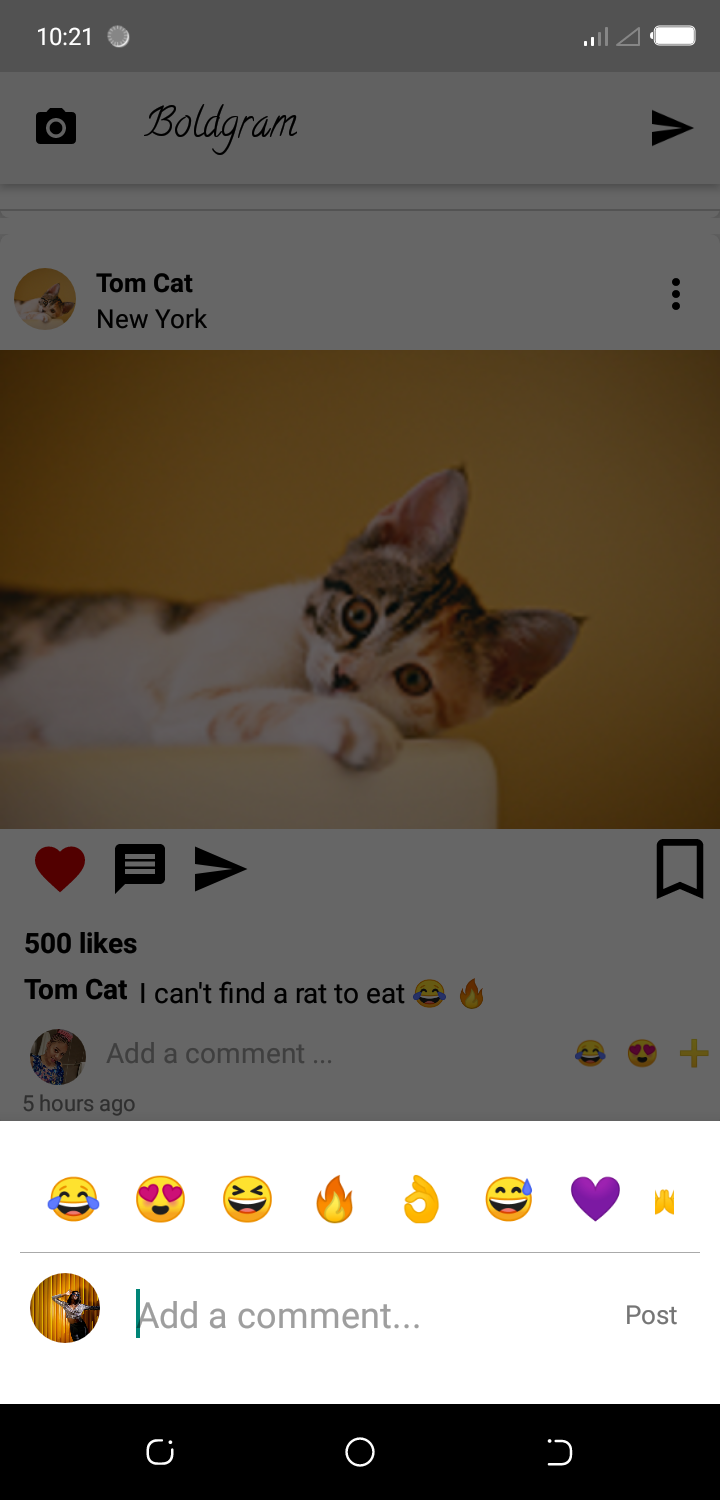 10:21
Boldgram
Tom Cat
New York
500 likes
Tom Cat I can't find a rat to eat 😂 🔥
Add a comment ...
5 hours ago
Add a comment...
Post